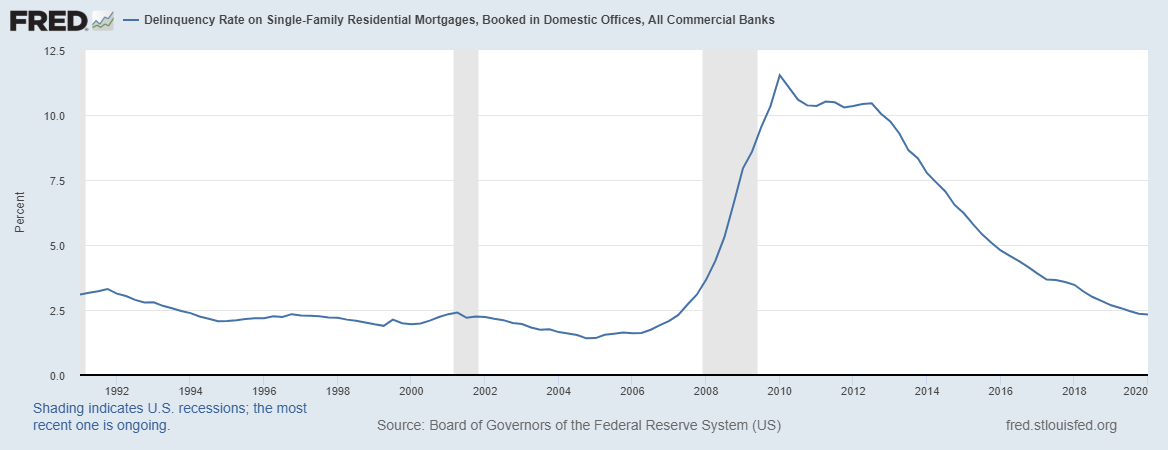 FRED
Delinquency Rate on Single-Family Residential Mortgages, Booked in Domestic Offices, All Commercial Banks
Percent
12.5
10.0
7.5
5.0
2.5
0.0
1992 1994 1996 1998 2000 2002 2004 2006 2008 2010 2012 2014 2016 2018 2020
Shading indicates U.S. recessions; the most
recent one is ongoing.
Source: Board of Governors of the Federal Reserve System (US)
fred.stlouisfed.org